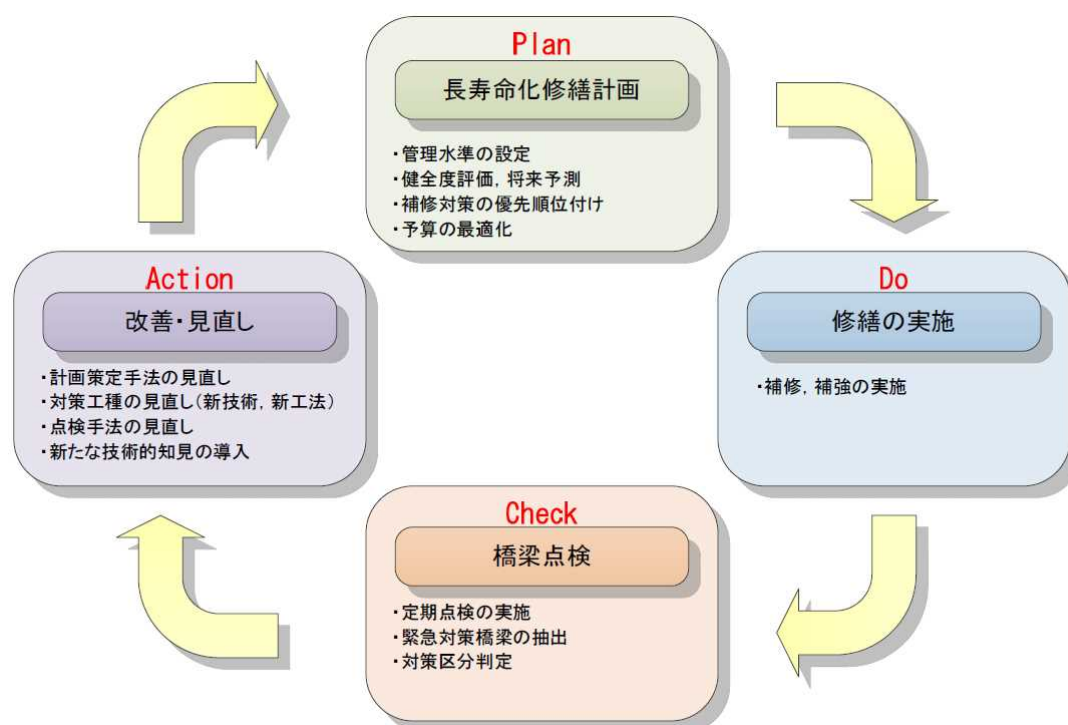 Plan
長寿命化修繕計画
・管理水準の設定
・健全度評価，将来予測
・補修対策の優先順位付け
・予算の最適化
Do
修繕の実施
・補修，補強の実施
Check
橋梁点検
・定期点検の実施
・緊急対策橋梁の抽出
・対策区分判定
Action
改善・見直し
・計画策定手法の見直し
・対策工種の見直し（新技術，新工法）
・点検手法の見直し
・新たな技術的知見の導入